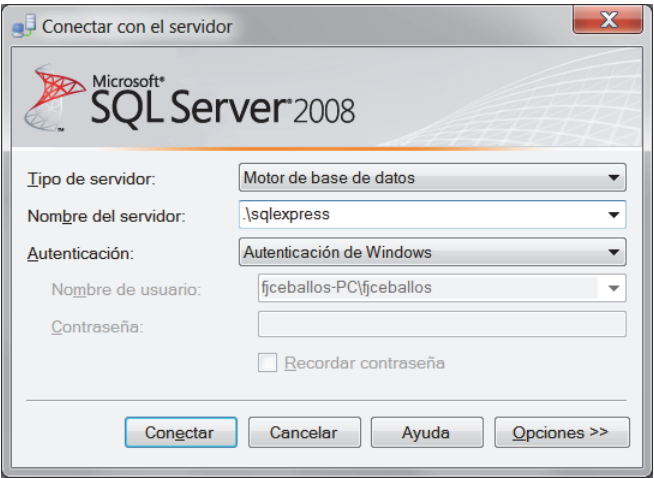 Conectar con el servidor
Microsoft®
SQL Server® 2008
Tipo de servidor: Motor de base de datos
Nombre del servidor: .\sqlexpress
Autenticación: Autenticación de Windows
Nombre de usuario: fjceballos-PC\fjceballos
Contraseña:
Recordar contraseña
Conectar Cancelar Ayuda Opciones >>